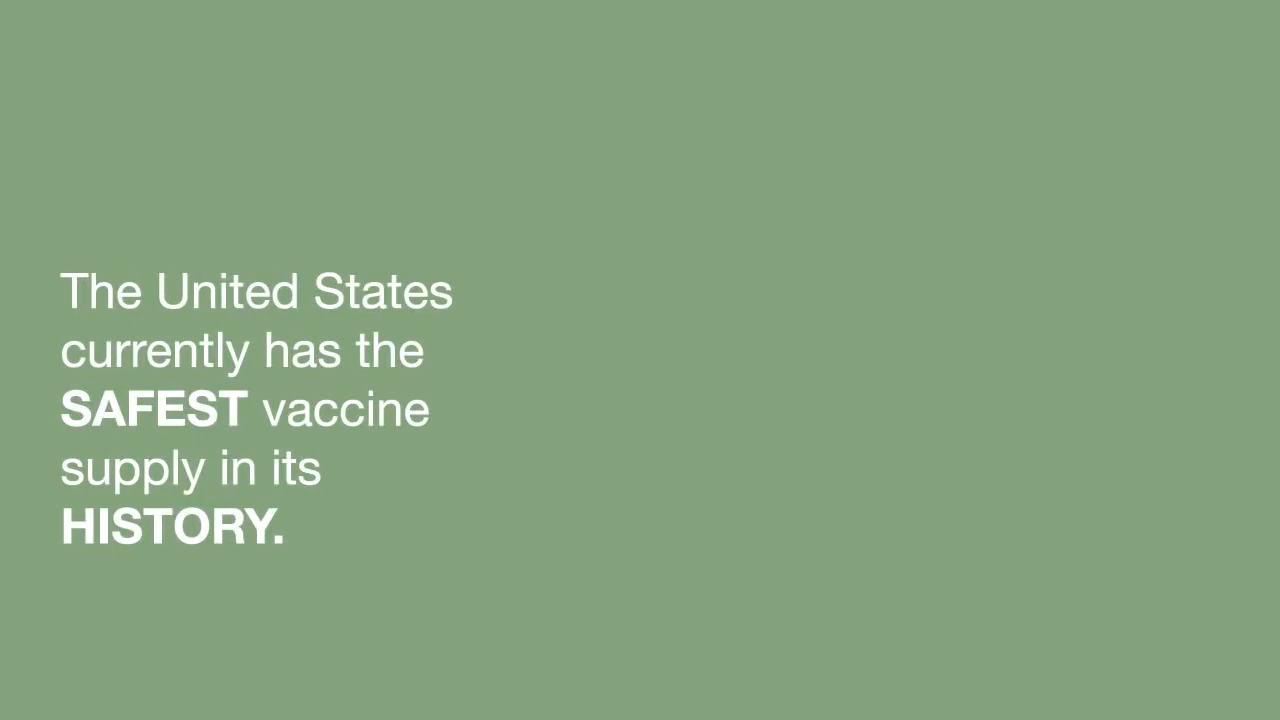 The United States
currently has the
SAFEST vaccine
supply in its
HISTORY.